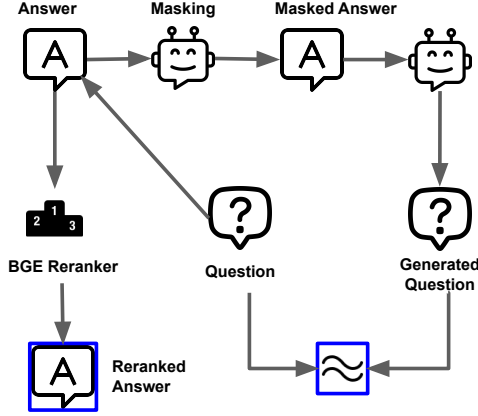 Answer
Masking
Masked Answer
A
A
?
?
2 1 3
BGE Reranker
Question
Generated
Question
A
Reranked
Answer